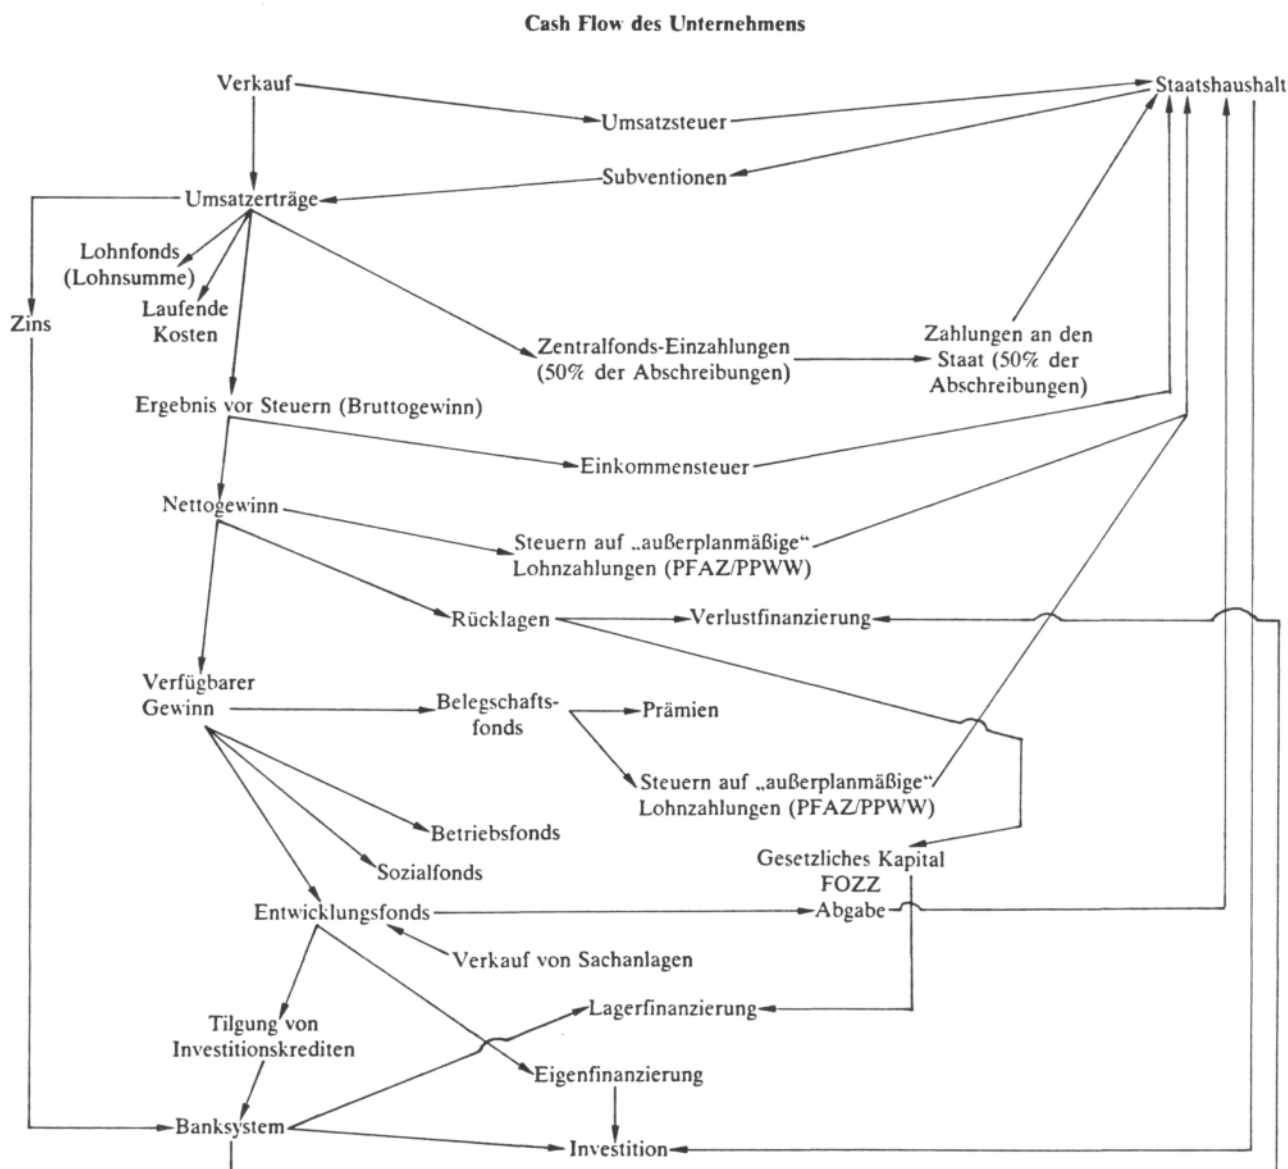 Cash Flow des Unternehmens
Verkauf
Staatshaushalt
Umsatzsteuer
Subventionen
Umsatzerträge
Lohnfonds
(Lohnsumme)
Laufende
Kosten
Zins
Zentralfonds-Einzahlungen
(50% der Abschreibungen)
Zahlungen an den
Staat (50% der
Abschreibungen)
Ergebnis vor Steuern (Bruttogewinn)
Einkommensteuer
Nettogewinn
Steuern auf „außerplanmäßige“
Lohnzahlungen (PFAZ/PPWW)
Rücklagen
Verlustfinanzierung
Verfügbarer
Gewinn
Belegschafts-
fonds
Prämien
Steuern auf „außerplanmäßige“
Lohnzahlungen (PFAZ/PPWW)
Betriebsfonds
Sozialfonds
Gesetzliches Kapital
FOZZ
Abgabe
Entwicklungsfonds
Verkauf von Sachanlagen
Lagerfinanzierung
Tilgung von
Investitionskrediten
Eigenfinanzierung
Banksystem
Investition